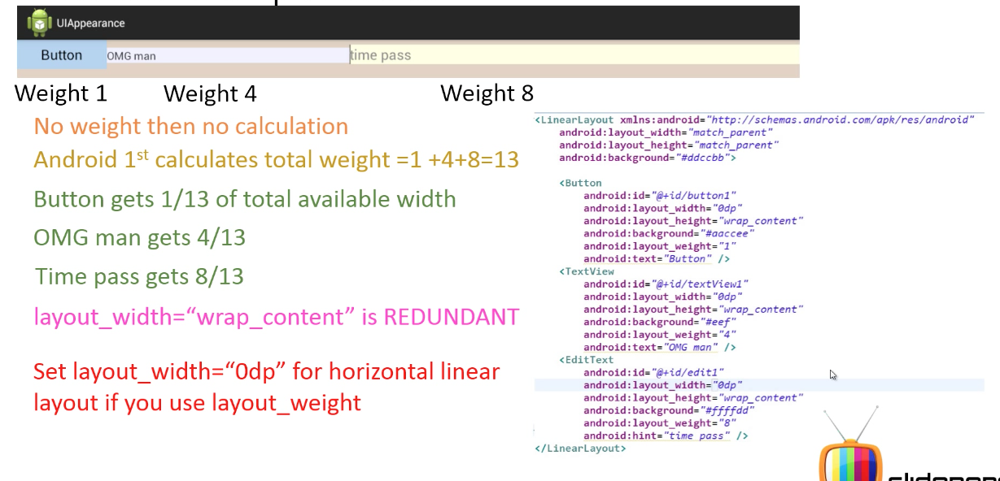 UIAppearance
Button OMG man time pass
Weight 1 Weight 4 Weight 8
No weight then no calculation
Android 1st calculates total weight =1 +4+8=13
Button gets 1/13 of total available width
OMG man gets 4/13
Time pass gets 8/13
layout_width=“wrap_content” is REDUNDANT
Set layout_width=“0dp” for horizontal linear
layout if you use layout_weight
<LinearLayout xmlns:android="http://schemas.android.com/apk/res/android"
android:layout_width="match_parent"
android:layout_height="match_parent"
android:background="#ddccbb">
<Button
android:id="@+id/button1"
android:layout_width="0dp"
android:layout_height="wrap_content"
android:background="#aaccee"
android:layout_weight="1"
android:text="Button" />
<TextView
android:id="@+id/textView1"
android:layout_width="0dp"
android:layout_height="wrap_content"
android:background="#eef"
android:layout_weight="4"
android:text="OMG man" />
<EditText
android:id="@+id/edit1"
android:layout_width="0dp"
android:layout_height="wrap_content"
android:background="#ffffdd"
android:layout_weight="8"
android:hint="time pass" />
</LinearLayout>